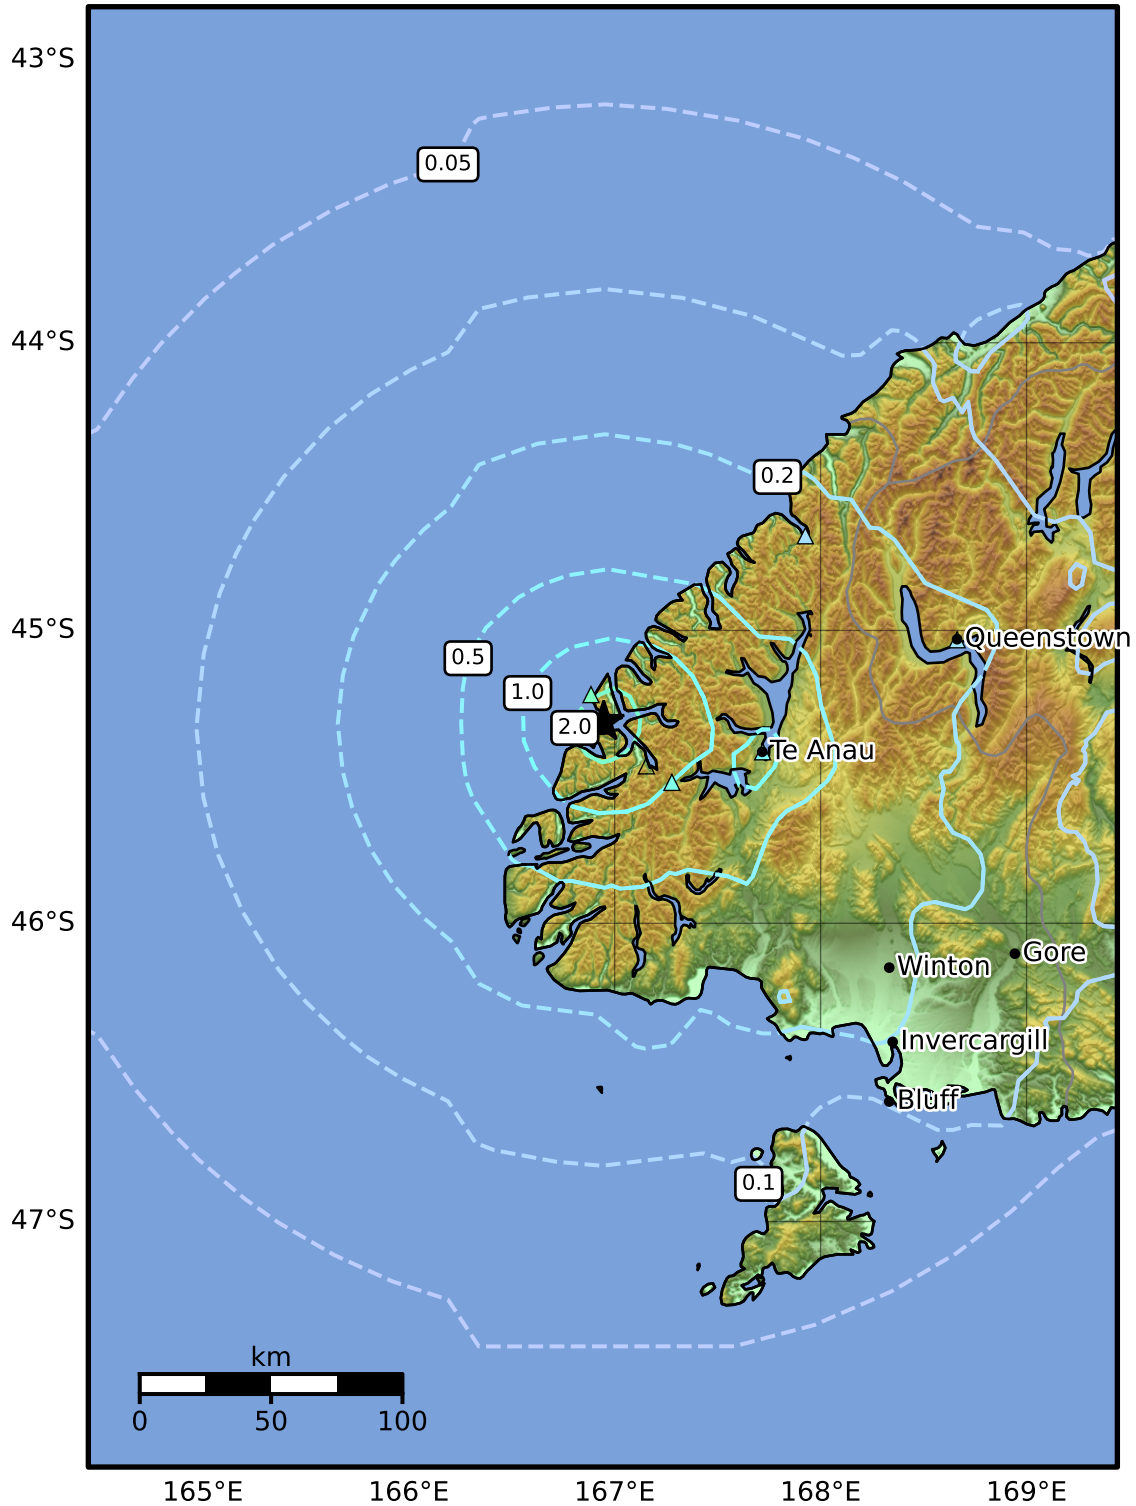 43°S
0.05
44°S
0.2
45°S
Queenstown
0.5
1.0
2.0
Te Anau
46°S
Gore
Winton
Invercargill
Bluff
0.1
47°S
km
0 50 100
165°E 166°E 167°E 168°E 169°E